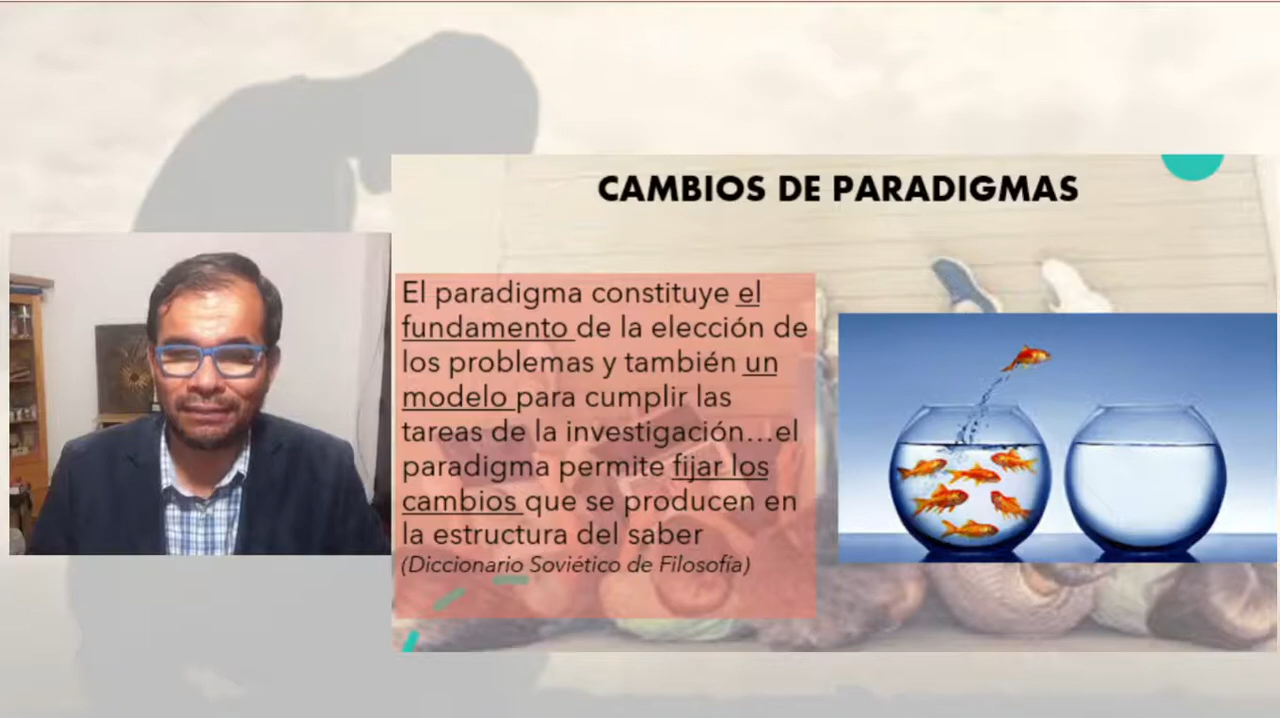 CAMBIOS DE PARADIGMAS
El paradigma constituye el
fundamento de la elección de
los problemas y también un
modelo para cumplir las
tareas de la investigación...el
paradigma permite fijar los
cambios que se producen en
la estructura del saber
(Diccionario Soviético de Filosofía)